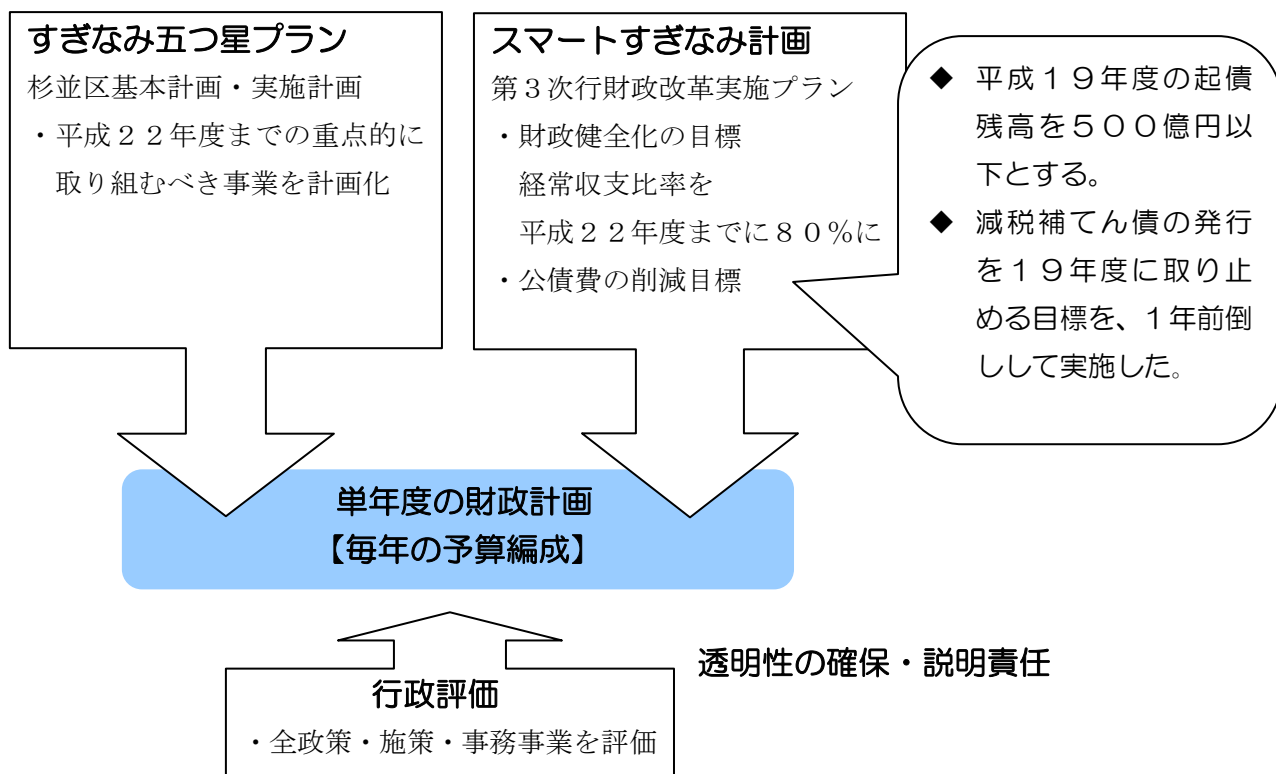 すぎなみ五つ星プラン
杉並区基本計画・実施計画
・平成２２年度までの重点的に
取り組むべき事業を計画化
スマートすぎなみ計画
第３次行財政改革実施プラン
・財政健全化の目標
経常収支比率を
平成２２年度までに８０％に
・公債費の削減目標
◆ 平成１９年度の起債
残高を５００億円以
下とする。
◆ 減税補てん債の発行
を１９年度に取り止
める目標を、１年前倒
しして実施した。
単年度の財政計画
【毎年の予算編成】
透明性の確保・説明責任
行政評価
・全政策・施策・事務事業を評価